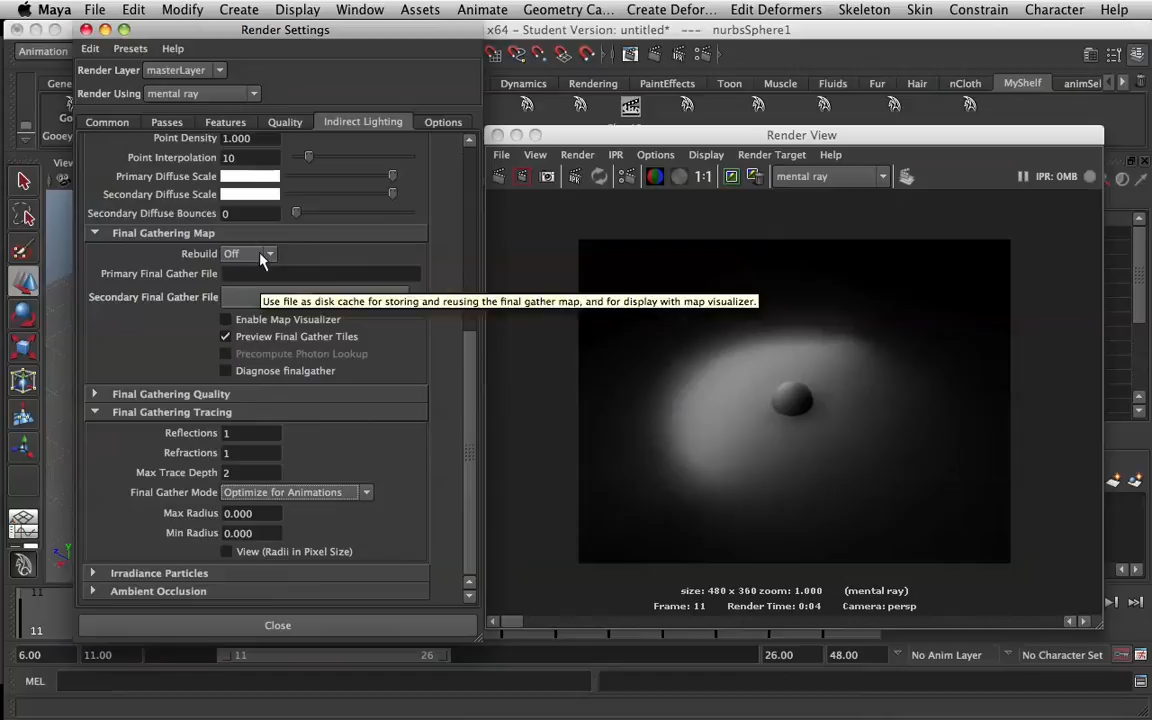 Maya File Edit Modify Create Display Window Assets Animate Geometry Ca... Create Defor... Edit Deformers Skeleton Skin Constrain Character Help
Render Settings
x64 - Student Version: untitled* --- nurbsSphere1
Animation
Edit Presets Help
Render Layer masterLayer
Render Using mental ray
Common Passes Features Quality Indirect Lighting Options
Gene
Gooey
View
Dynamics Rendering PaintEffects Toon Muscle Fluids Fur Hair nCloth MyShelf animSel
Point Density 1.000
Point Interpolation 10
Primary Diffuse Scale
Secondary Diffuse Scale
Secondary Diffuse Bounces 0
Final Gathering Map
Rebuild Off
Primary Final Gather File
Secondary Final Gather File
Use file as disk cache for storing and reusing the final gather map, and for display with map visualizer.
Enable Map Visualizer
Preview Final Gather Tiles
Precompute Photon Lookup
Diagnose finalgather
Final Gathering Quality
Final Gathering Tracing
Reflections 1
Refractions 1
Max Trace Depth 2
Final Gather Mode Optimize for Animations
Max Radius 0.000
Min Radius 0.000
View (Radii in Pixel Size)
Irradiance Particles
Ambient Occlusion
Close
Render View
File View Render IPR Options Display Render Target Help
1:1 mental ray IPR: 0MB
size: 480 x 360 zoom: 1.000 (mental ray)
Frame: 11 Render Time: 0:04 Camera: persp
11
11
6.00 11.00 11 26 26.00 48.00 No Anim Layer No Character Set
MEL